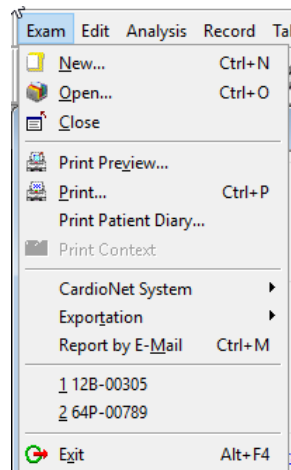 Exam Edit Analysis Record
New... Ctrl+N
Open... Ctrl+O
Close
Print Preview...
Print... Ctrl+P
Print Patient Diary...
Print Context
CardioNet System
Exportation
Report by E-Mail Ctrl+M
1 12B-00305
2 64P-00789
Exit Alt+F4